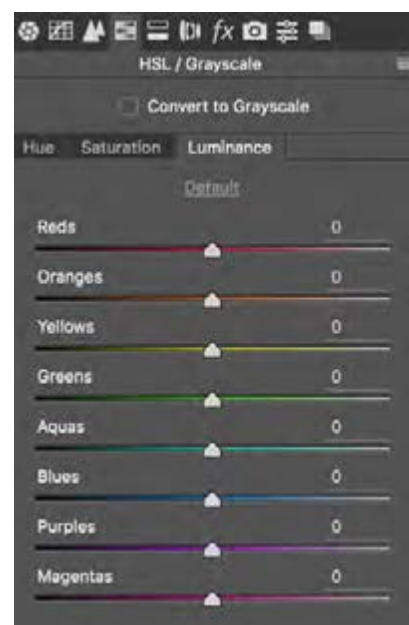 fx
HSL / Grayscale
Convert to Grayscale
Hue Saturation Luminance
Default
Reds 0
Oranges 0
Yellows 0
Greens 0
Aquas 0
Blues 0
Purples 0
Magentas 0